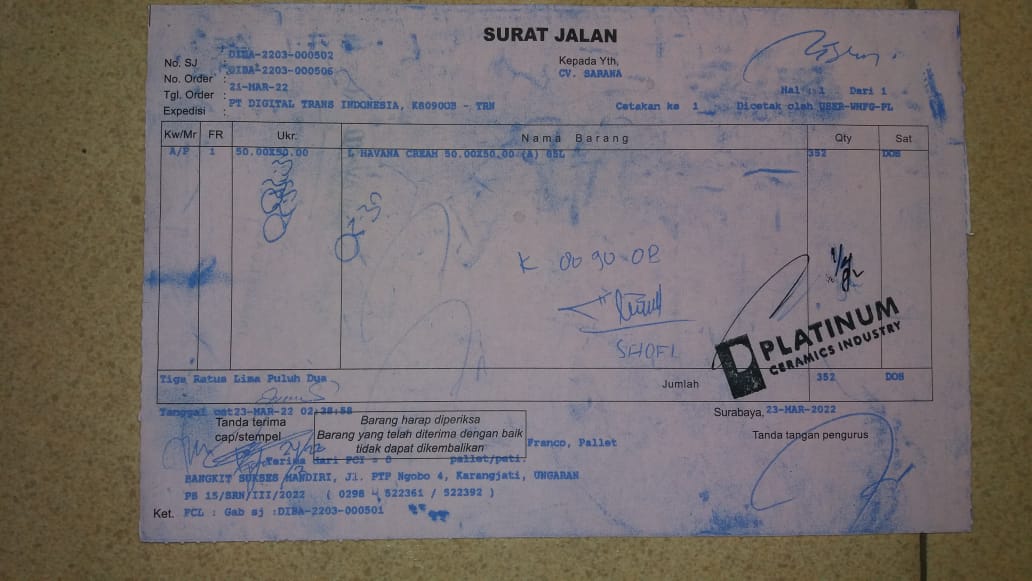 SURAT JALAN
No. SJ : DIBA-2203-000502
No. Order : DIBA-2203-000506
Tgl. Order : 21-MAR-22
Expedisi : PT DIGITAL TRANS INDONESIA, K8090OB - TRN
Kepada Yth,
CV. SARANA
Hal : 1 Dari 1
Cetakan ke 1 Dicetak oleh USER-WHFG-PL
Kw/Mr FR Ukr. Nama Barang Qty Sat
A/P 1 50.00X50.00 L HAVANA CREAM 50.00X50.00 (A) 05L 352 DOS
K 8090 OB
SHOFI
PLATINUM
CERAMICS INDUSTRY
Tiga Ratus Lima Puluh Dua Jumlah 352 DOS
Tanggal cet23-MAR-22 02:38:58
Surabaya, 23-MAR-2022
Tanda terima
cap/stempel
Barang harap diperiksa
Barang yang telah diterima dengan baik
tidak dapat dikembalikan
Tanda tangan pengurus
Franco, Pallet
Terima dari PCI = 0 pallet/peti.
BANGKIT SUKSES MANDIRI, Jl. PTP Ngobo 4, Karangjati, UNGARAN
PB 15/SRN/III/2022 ( 0298 - 522361 / 522392 )
Ket. FCL : Gab sj :DIBA-2203-000501